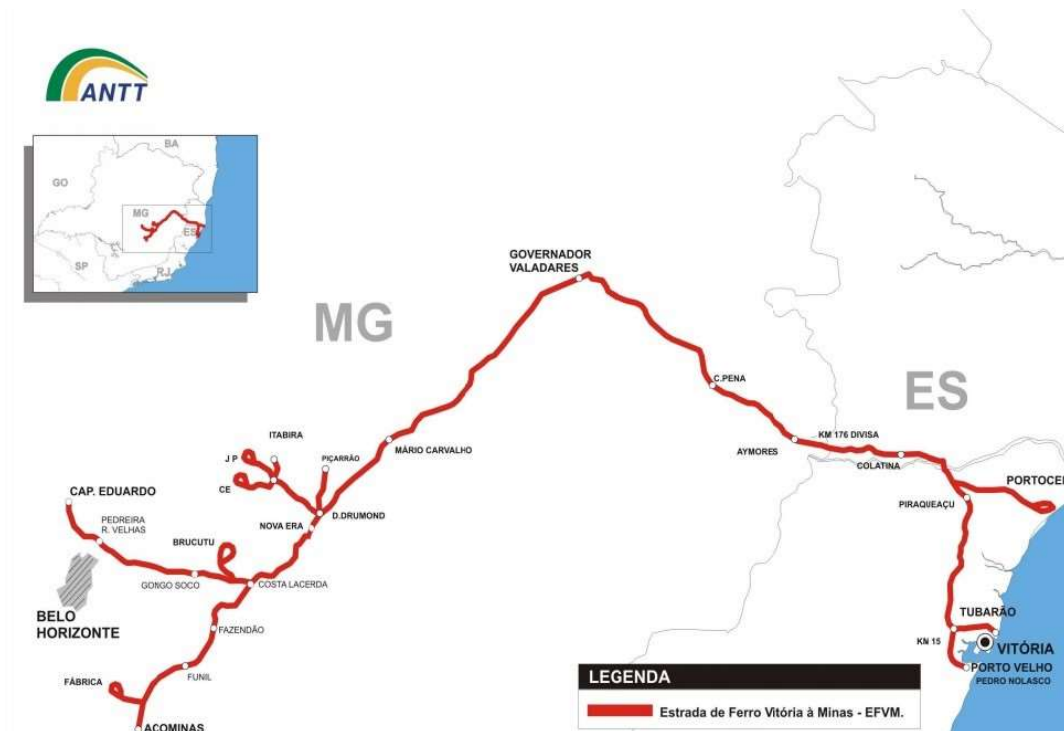 ANTT
BA
GO
MG
ES
SP
RJ
GOVERNADOR
VALADARES
MG
ES
C.PENA
KM 176 DIVISA
AYMORES
COLATINA
ITABIRA
J P
PIÇARRÃO
MÁRIO CARVALHO
CE
PORTOCEL
CAP. EDUARDO
D.DRUMOND
PIRAQUEAÇU
PEDREIRA
R. VELHAS
NOVA ERA
BRUCUTU
GONGO SOCO
COSTA LACERDA
BELO
HORIZONTE
TUBARÃO
FAZENDÃO
KN 15
VITÓRIA
PORTO VELHO
PEDRO NOLASCO
FUNIL
FÁBRICA
LEGENDA
Estrada de Ferro Vitória à Minas - EFVM.
AÇOMINAS